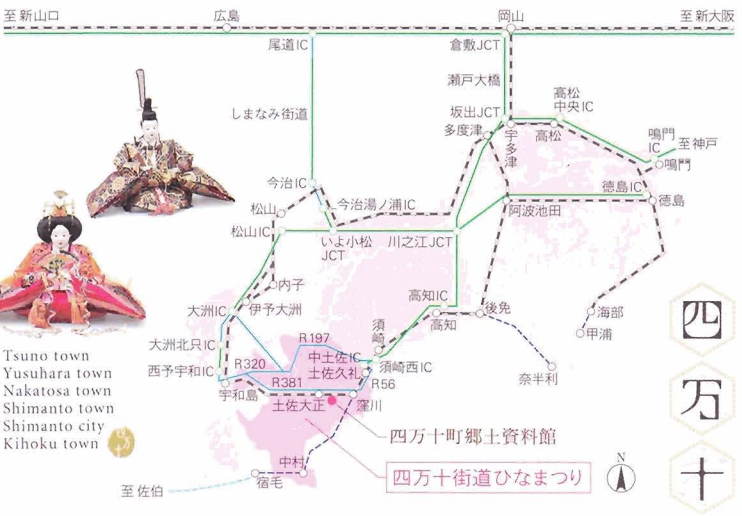 至新山口
広島
岡山
至新大阪
尾道IC
倉敷JCT
瀬戸大橋
しまなみ街道
坂出JCT
高松
中央IC
多度津
宇多津
高松
鳴門
IC
至神戸
鳴門
今治IC
今治湯ノ浦IC
徳島IC
徳島
阿波池田
松山
松山IC
いよ小松
JCT
川之江JCT
内子
伊予大洲
大洲IC
高知IC
高知
後免
海部
甲浦
大洲北只IC
西予宇和IC
R197
R320
須崎
中土佐IC
土佐久礼
須崎西IC
R381
R56
奈半利
宇和島
土佐大正
窪川
四万十町郷土資料館
中村
宿毛
四万十街道ひなまつり
至佐伯
N
Tsuno town
Yusuhara town
Nakatosa town
Shimanto town
Shimanto city
Kihoku town
四
万
十